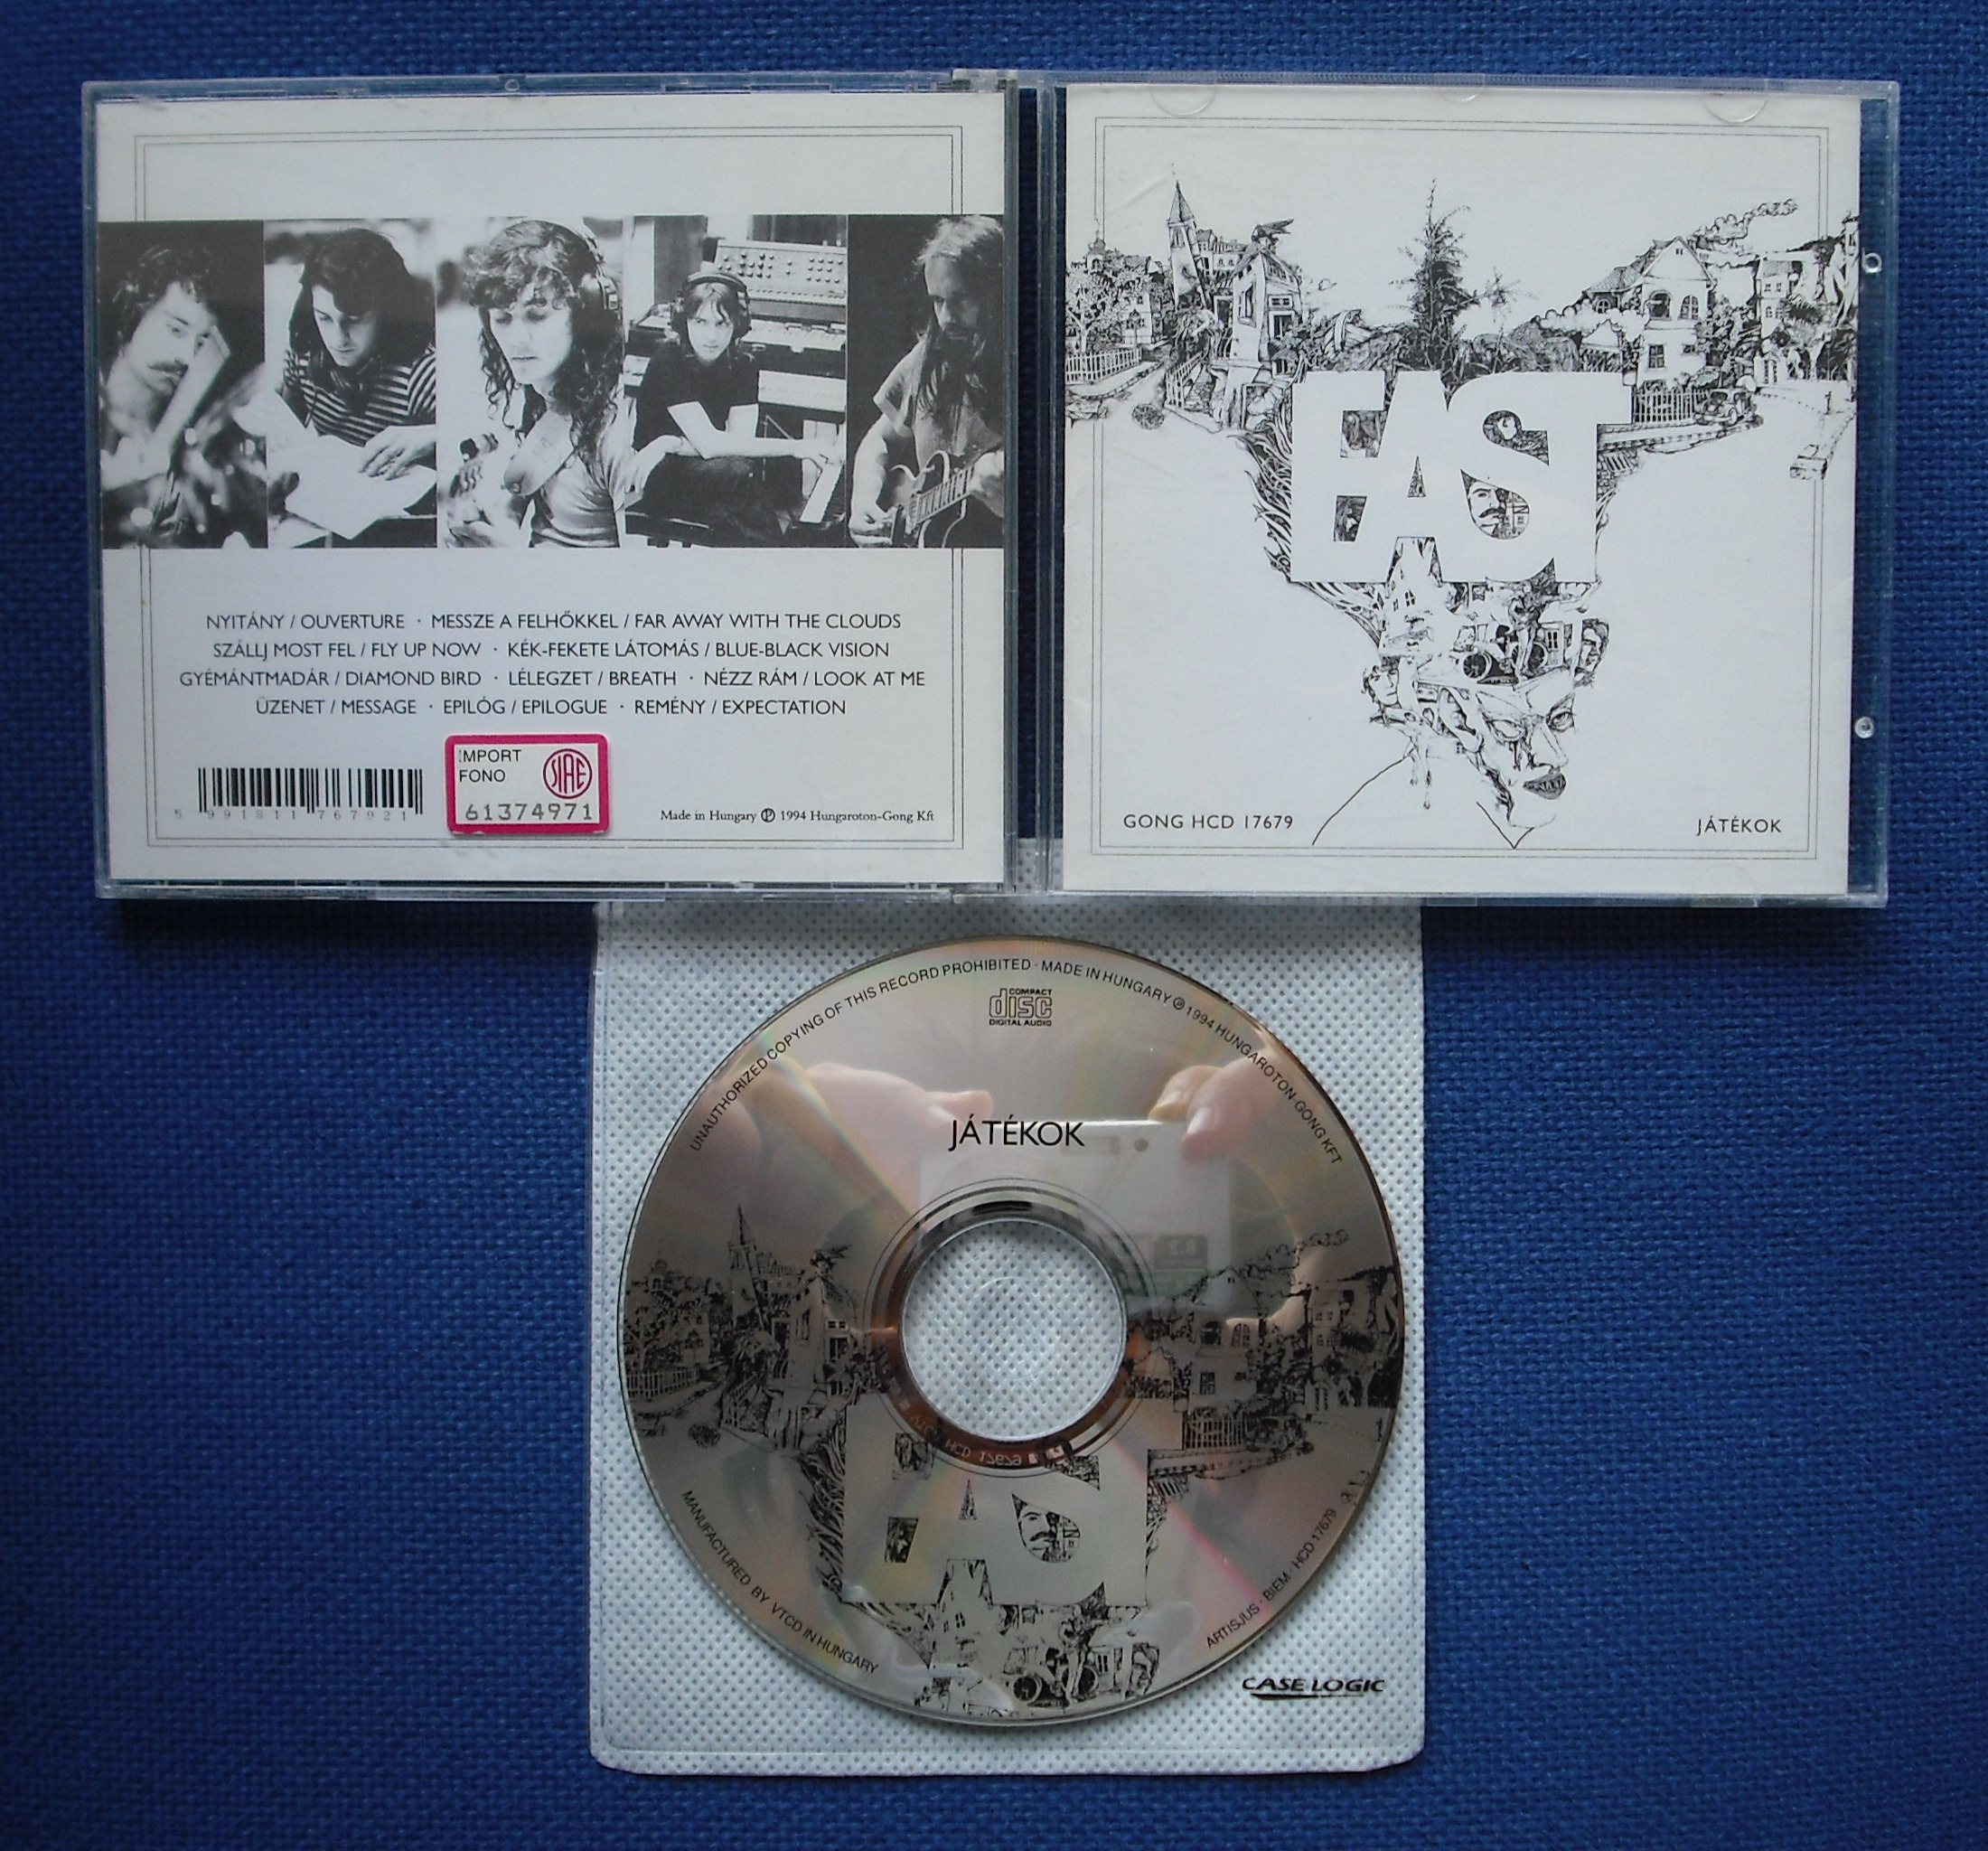 NYITÁNY / OUVERTURE · MESSZE A FELHŐKKEL / FAR AWAY WITH THE CLOUDS
SZÁLLJ MOST FEL / FLY UP NOW · KÉK-FEKETE LÁTOMÁS / BLUE-BLACK VISION
GYÉMÁNTMADÁR / DIAMOND BIRD · LÉLEGZET / BREATH · NÉZZ RÁM / LOOK AT ME
ÜZENET / MESSAGE · EPILÓG / EPILOGUE · REMÉNY / EXPECTATION
IMPORT
FONO
SIAE
61374971
5 991811 767921
Made in Hungary Ⓟ 1994 Hungaroton-Gong Kft
EAST
GONG HCD 17679
JÁTÉKOK
UNAUTHORIZED COPYING OF THIS RECORD PROHIBITED · MADE IN HUNGARY Ⓟ 1994 HUNGAROTON-GONG KFT
COMPACT
disc
DIGITAL AUDIO
JÁTÉKOK
HCD 17679
EAST
MANUFACTURED BY VTCD IN HUNGARY
ARTISJUS · BIEM · HCD 17679
CASE LOGIC